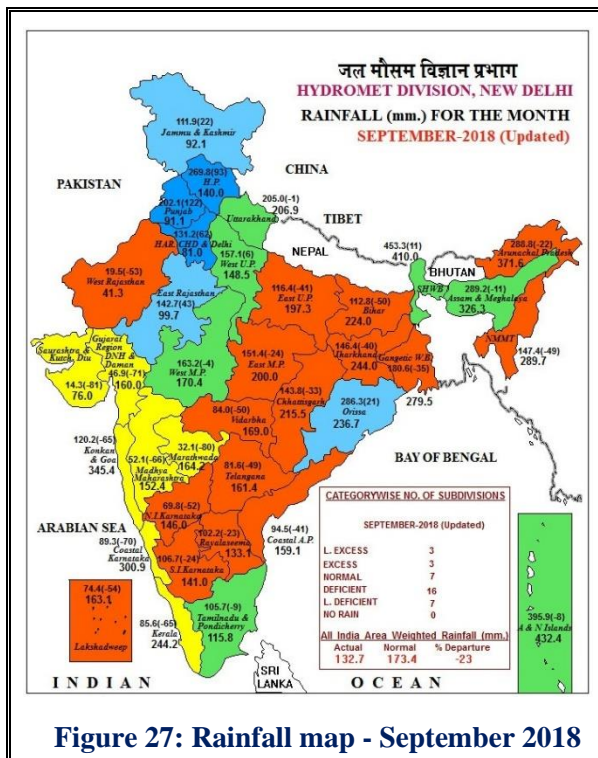 जल मौसम विज्ञान प्रभाग
HYDROMET DIVISION, NEW DELHI
RAINFALL (mm.) FOR THE MONTH
SEPTEMBER-2018 (Updated)
111.9(22)
Jammu & Kashmir
92.1
CHINA
PAKISTAN
269.8(93)
H.P.
140.0
202.1(122)
Punjab
91.1
205.0(-1)
206.9
Uttarakhand
TIBET
131.2(62)
HAR. CHD & Delhi
81.0
NEPAL
157.1(6)
West U.P.
148.5
453.3(11)
410.0
SHWB
BHUTAN
288.8(-22)
Arunachal Pradesh
371.6
19.5(-53)
West Rajasthan
41.3
East Rajasthan
142.7(43)
99.7
116.4(-41)
East U.P.
197.3
112.8(-50)
Bihar
224.0
289.2(-11)
Assam & Meghalaya
326.3
NMMT
147.4(-49)
289.7
Saurashtra &
Kutch, Diu
14.3(-81)
76.0
Gujarat
Region
DNH &
Daman
46.9(-71)
160.0
163.2(-4)
West M.P.
170.4
151.4(-24)
East M.P.
200.0
146.4(-40)
Jharkhand
244.0
Gangetic W.B.
180.6(-35)
279.5
143.8(-33)
Chhattisgarh
215.5
286.3(21)
Orissa
236.7
84.0(-50)
Vidarbha
169.0
120.2(-65)
Konkan
& Goa
345.4
32.1(-80)
Marathwada
164.2
52.1(-66)
Madhya
Maharashtra
152.4
81.6(-49)
Telangana
161.4
BAY OF BENGAL
ARABIAN SEA
69.8(-52)
N.I.Karnataka
146.0
89.3(-70)
Coastal
Karnataka
300.9
102.2(-23)
Rayalaseema
133.1
94.5(-41)
Coastal A.P.
159.1
106.7(-24)
S.I.Karnataka
141.0
74.4(-54)
163.1
Lakshadweep
85.6(-65)
Kerala
244.2
105.7(-9)
Tamilnadu &
Pondicherry
115.8
CATEGORYWISE NO. OF SUBDIVISIONS
SEPTEMBER-2018 (Updated)
L. EXCESS 3
EXCESS 3
NORMAL 7
DEFICIENT 16
L. DEFICIENT 7
NO RAIN 0
All India Area Weighted Rainfall (mm.)
Actual Normal % Departure
132.7 173.4 -23
395.9(-8)
A & N Islands
432.4
SRI
LANKA
INDIAN OCEAN
Figure 27: Rainfall map - September 2018